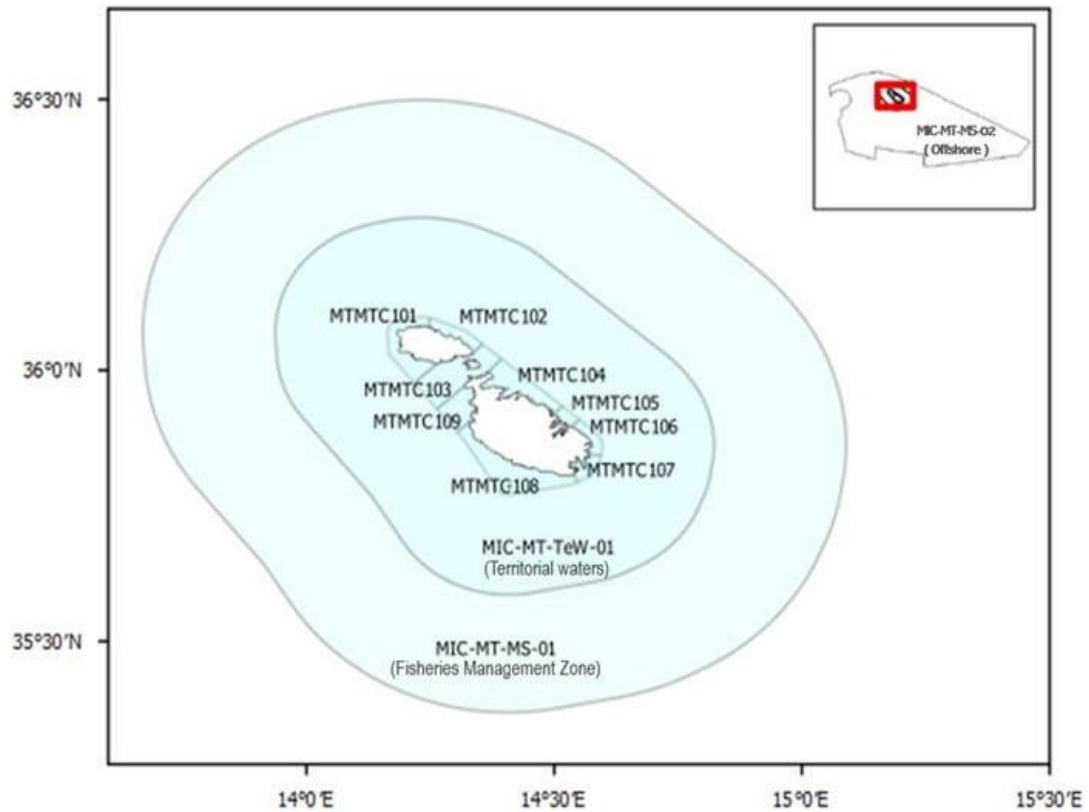 36°30'N
MIC-MT-MS-02
( Offshore )
MTMTC101
MTMTC102
36°0'N
MTMTC104
MTMTC103
MTMTC105
MTMTC109
MTMTC106
MTMTC107
MTMTC108
MIC-MT-TeW-01
(Territorial waters)
35°30'N
MIC-MT-MS-01
(Fisheries Management Zone)
14°0'E
14°30'E
15°0'E
15°30'E